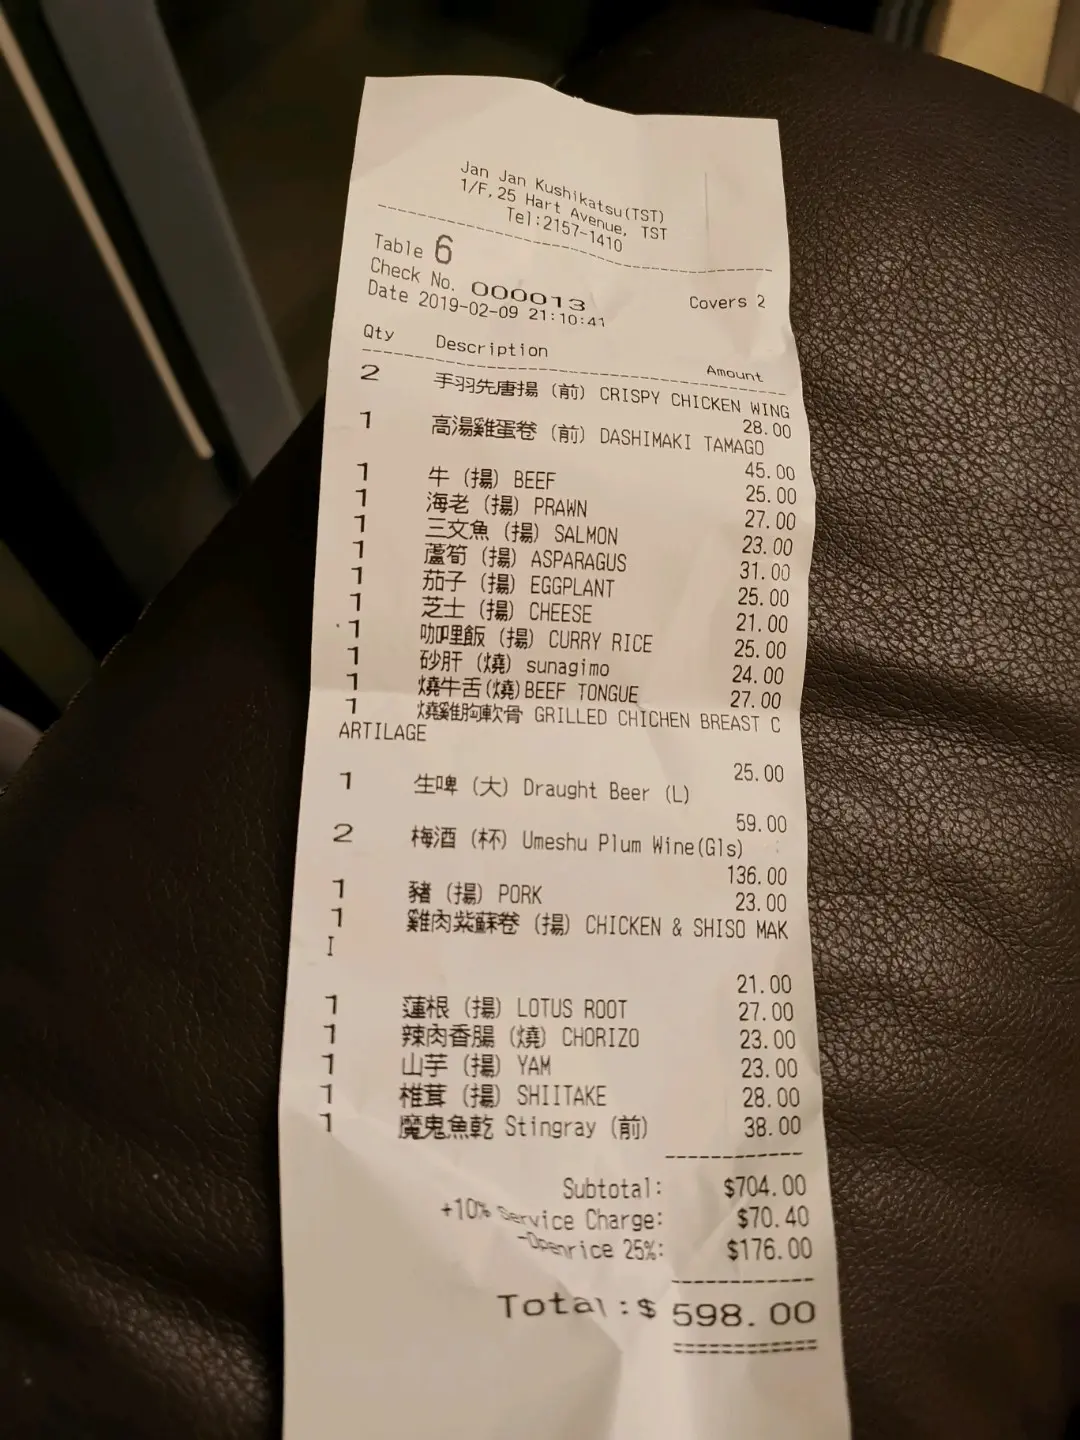 Jan Jan Kushikatsu(TST)
1/F,25 Hart Avenue, TST
Tel:2157-1410
Table 6
Check No. 000013 Covers 2
Date 2019-02-09 21:10:41
Qty Description Amount
2 手羽先唐揚 (前) CRISPY CHICKEN WING
28.00
1 高湯雞蛋卷 (前) DASHIMAKI TAMAGO
45.00
1 牛 (揚) BEEF 25.00
1 海老 (揚) PRAWN 27.00
1 三文魚 (揚) SALMON 23.00
1 蘆筍 (揚) ASPARAGUS 31.00
1 茄子 (揚) EGGPLANT 25.00
1 芝士 (揚) CHEESE 21.00
1 咖哩飯 (揚) CURRY RICE 25.00
1 砂肝 (燒) sunagimo 24.00
1 燒牛舌(燒)BEEF TONGUE 27.00
1 燒雞胸軟骨 GRILLED CHICHEN BREAST C
ARTILAGE
25.00
1 生啤 (大) Draught Beer (L)
59.00
2 梅酒 (杯) Umeshu Plum Wine(Gls)
136.00
1 豬 (揚) PORK 23.00
1 雞肉紫蘇卷 (揚) CHICKEN & SHISO MAK
I
21.00
1 蓮根 (揚) LOTUS ROOT 27.00
1 辣肉香腸 (燒) CHORIZO 23.00
1 山芋 (揚) YAM 23.00
1 椎茸 (揚) SHIITAKE 28.00
1 魔鬼魚乾 Stingray (前) 38.00
Subtotal: $704.00
+10% Service Charge: $70.40
-Openrice 25%: $176.00
Total:$ 598.00